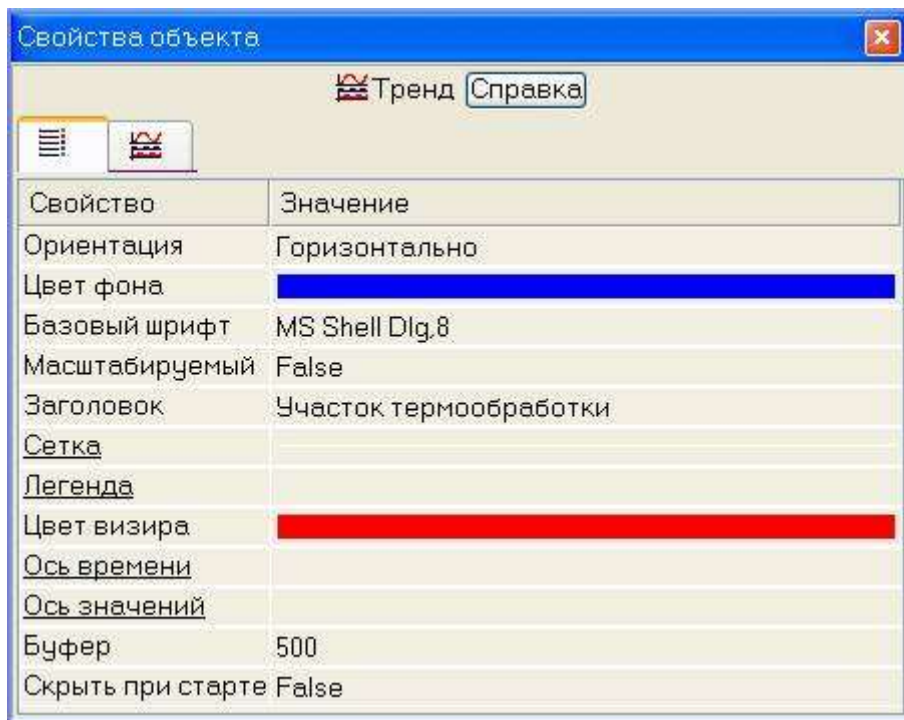 Свойства объекта
Тренд Справка
Свойство Значение
Ориентация Горизонтально
Цвет фона
Базовый шрифт MS Shell Dlg,8
Масштабируемый False
Заголовок Участок термообработки
Сетка
Легенда
Цвет визира
Ось времени
Ось значений
Буфер 500
Скрыть при старте False